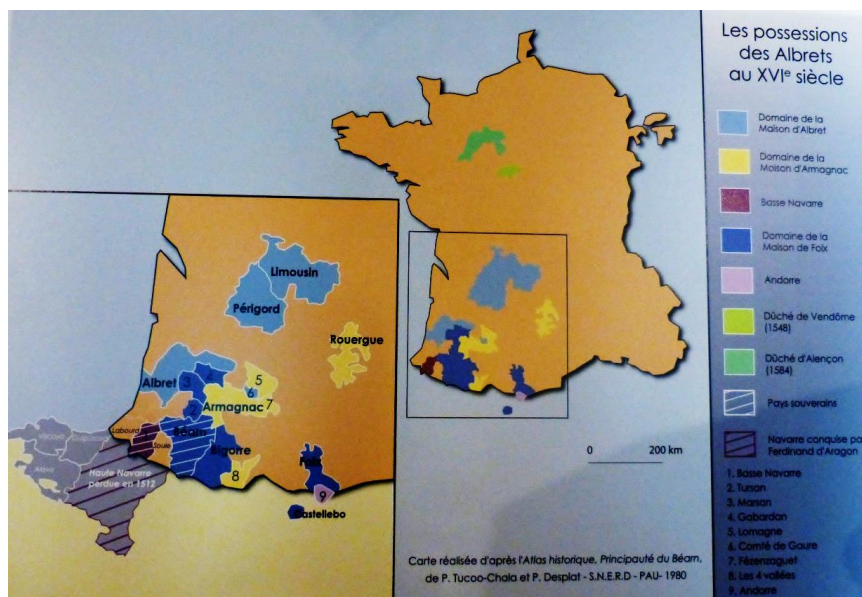 Les possessions
des Albrets
au XVIe siècle
Domaine de la
Maison d'Albret
Domaine de la
Maison d'Armagnac
Basse Navarre
Domaine de la
Maison de Foix
Andorre
Dûché de Vendôme
(1548)
Dûché d'Alençon
(1584)
Pays souverains
Navarre conquise pa
Ferdinand d'Aragon
1. Basse Navarre
2. Tursan
3. Marsan
4. Gabardan
5. Lomagne
6. Comté de Gaure
7. Fézenzaguet
8. Les 4 vallées
9. Andorre
Limousin
Périgord
Rouergue
Albret
3
4
5
6
7
2
Armagnac
Labourd
1
Soule
Béarn
Bigorre
8
Foix
9
Castellebo
Haute Navarre
perdue en 1512
Alava
0
200 km
Carte réalisée d'après l'Atlas historique, Principauté du Béarn,
de P. Tucoo-Chala et P. Desplat - S.N.E.R.D - PAU- 1980